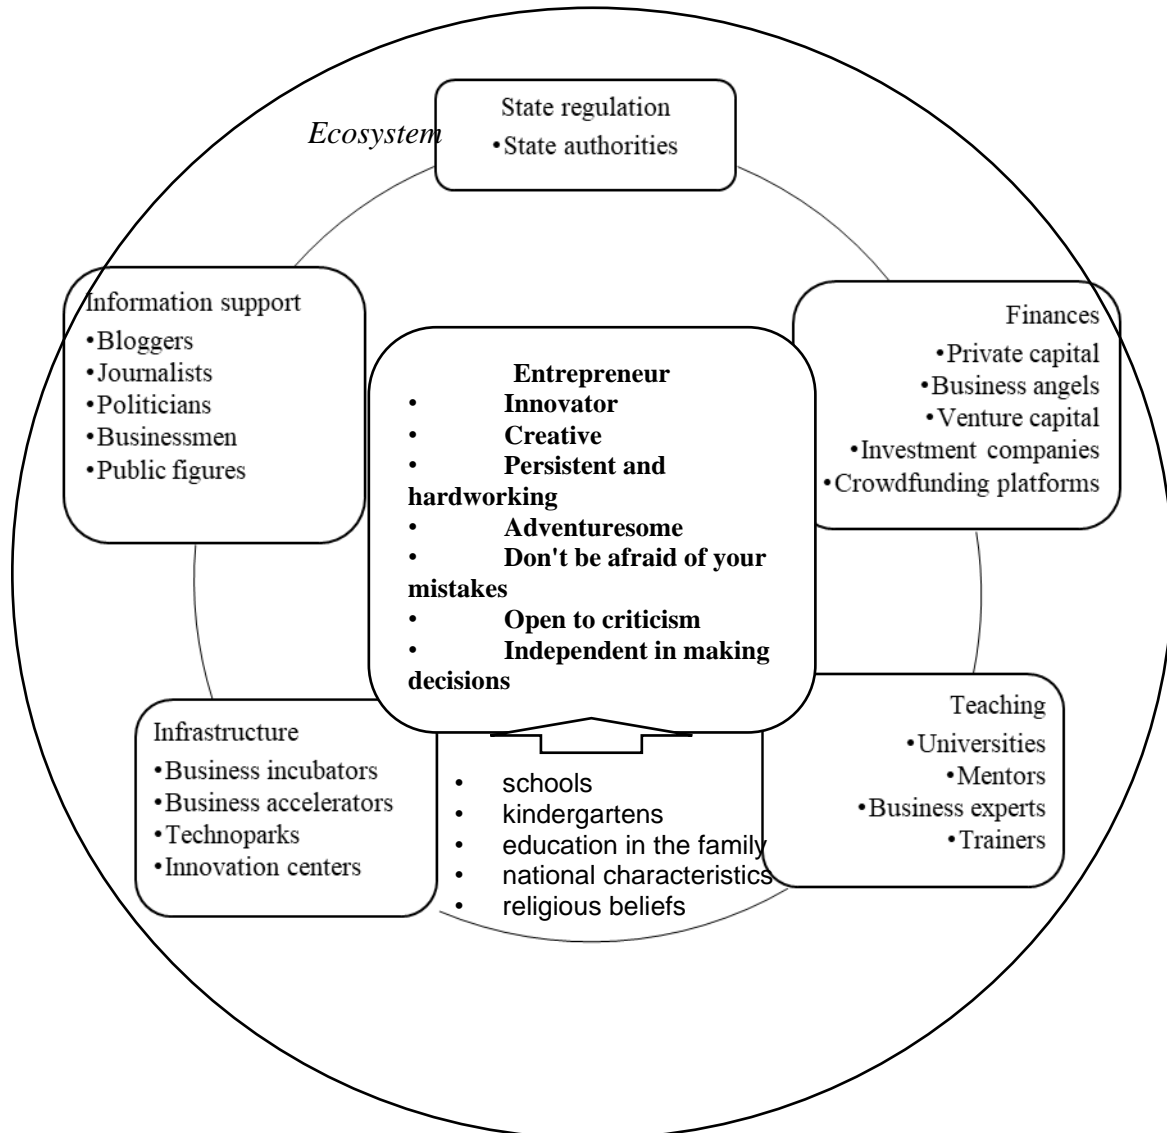 Ecosystem
State regulation
•State authorities
Information support
•Bloggers
•Journalists
•Politicians
•Businessmen
•Public figures
Finances
•Private capital
•Business angels
•Venture capital
•Investment companies
•Crowdfunding platforms
Entrepreneur
• Innovator
• Creative
• Persistent and
hardworking
• Adventuresome
• Don't be afraid of your
mistakes
• Open to criticism
• Independent in making
decisions
Infrastructure
•Business incubators
•Business accelerators
•Technoparks
•Innovation centers
• schools
• kindergartens
• education in the family
• national characteristics
• religious beliefs
Teaching
•Universities
•Mentors
•Business experts
•Trainers